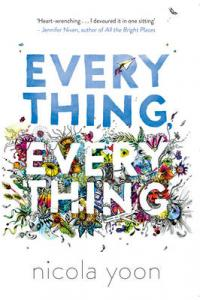 'Heart-wrenching . . . I devoured it in one sitting'
– Jennifer Niven, author of All the Bright Places
EVERY
THING,
EVERY
THING
nicola yoon